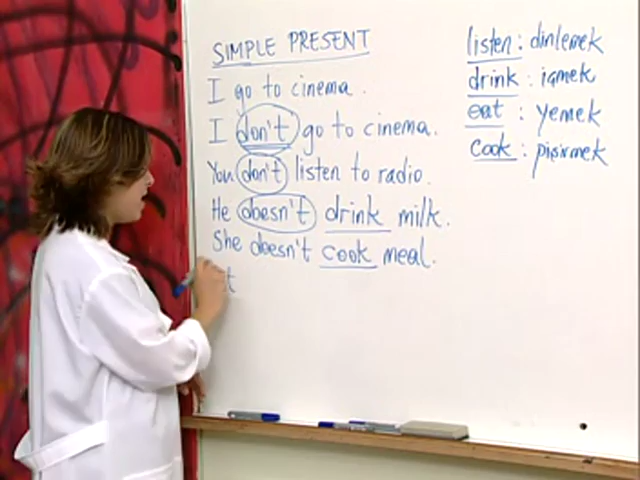 SIMPLE PRESENT
I go to cinema.
I don't go to cinema.
You don't listen to radio.
He doesn't drink milk.
She doesn't cook meal.
listen : dinlemek
drink : içmek
eat : yemek
cook : pişirmek